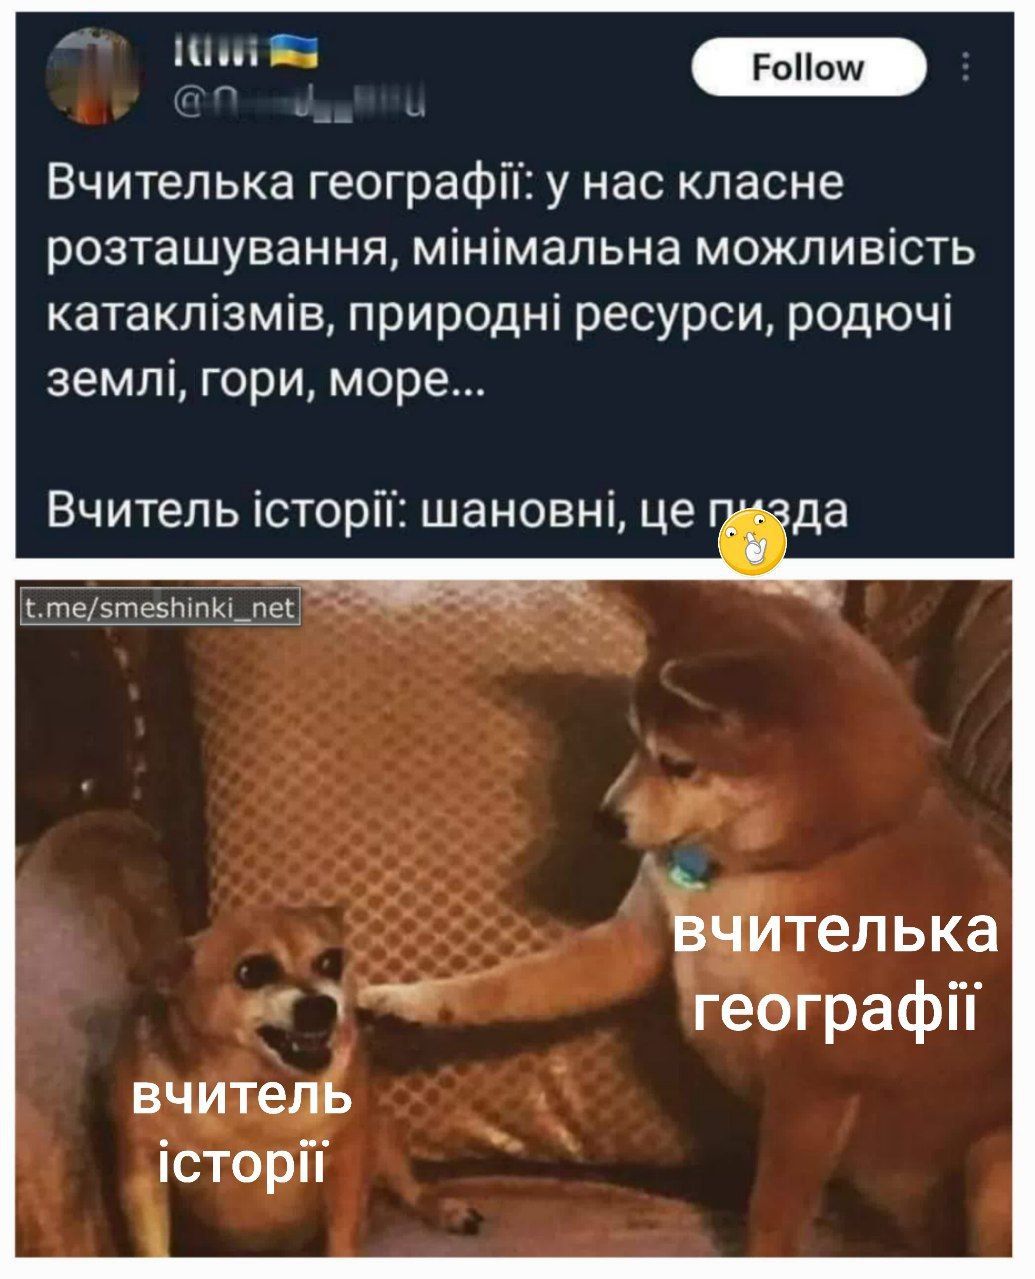 Follow
Вчителька географії: у нас класне
розташування, мінімальна можливість
катаклізмів, природні ресурси, родючі
землі, гори, море...
Вчитель історії: шановні, це
t.me/smeshinki_net
вчителька
географії
вчитель
історії